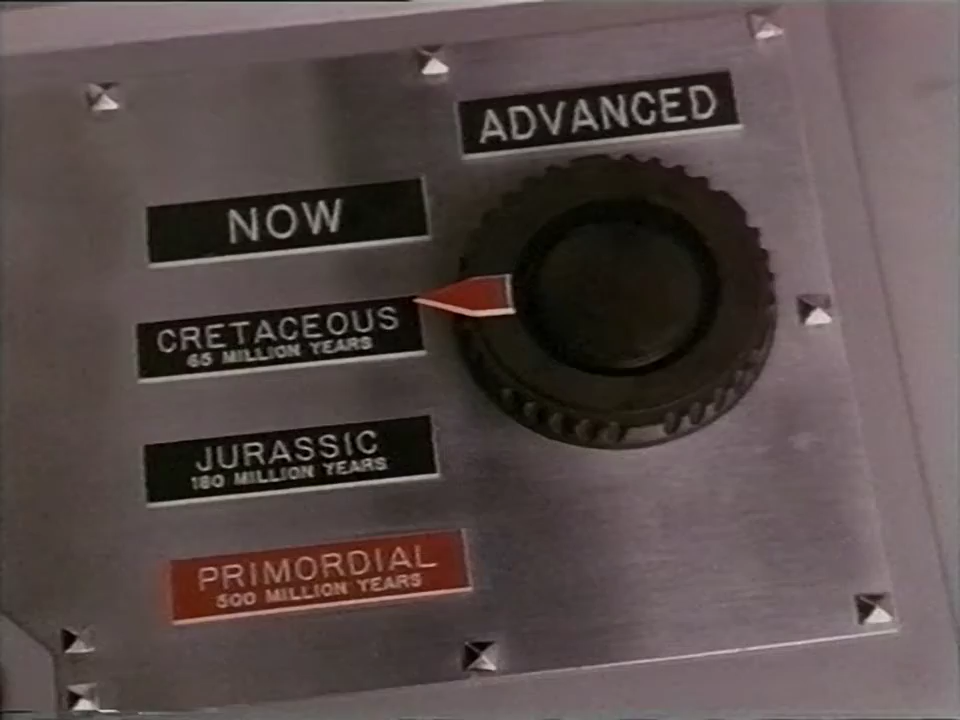 ADVANCED
NOW
CRETACEOUS
65 MILLION YEARS
JURASSIC
180 MILLION YEARS
PRIMORDIAL
500 MILLION YEARS